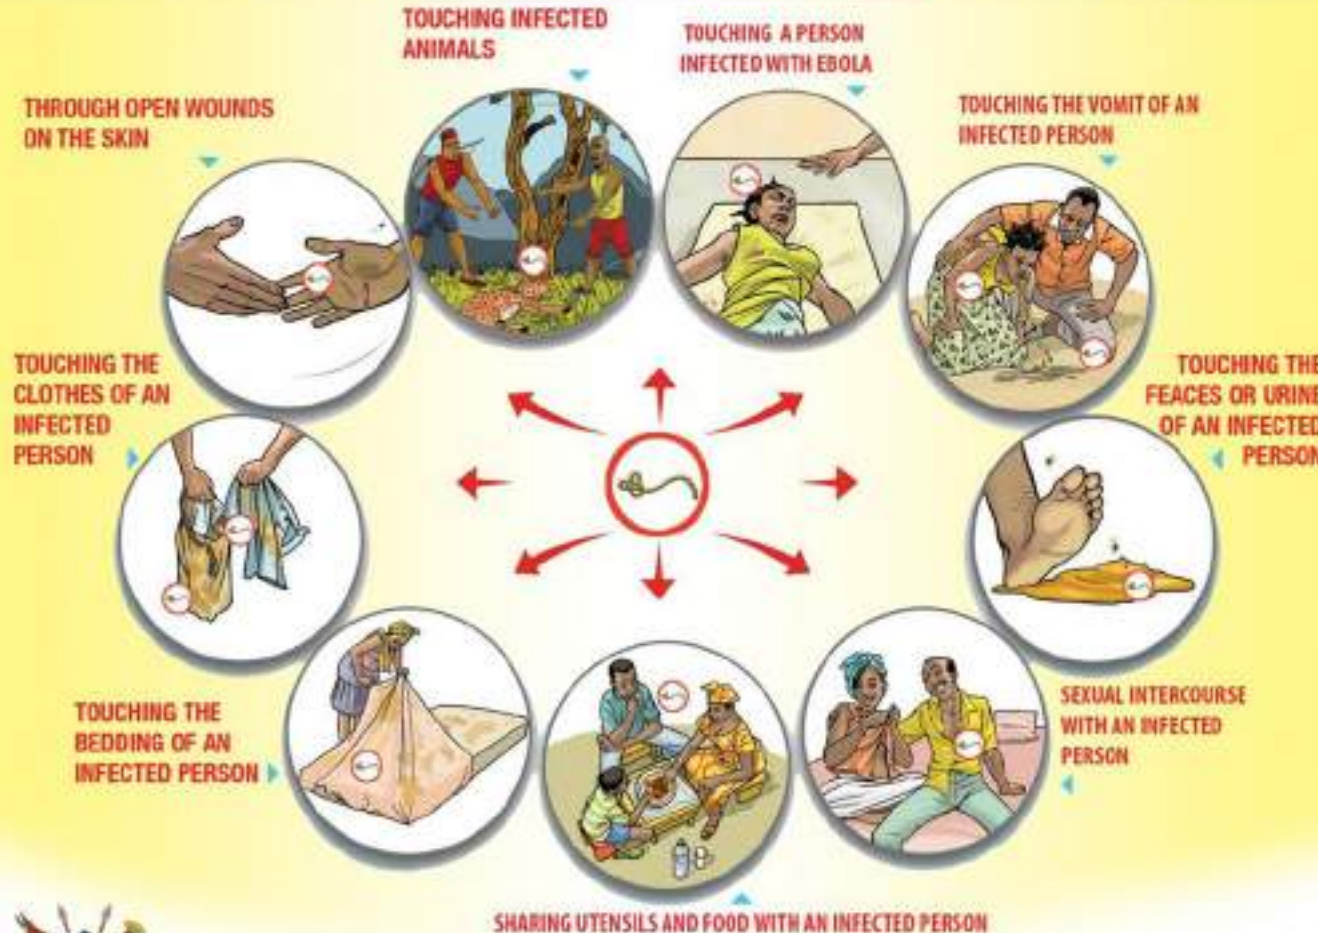 TOUCHING INFECTED
ANIMALS
TOUCHING A PERSON
INFECTED WITH EBOLA
THROUGH OPEN WOUNDS
ON THE SKIN
TOUCHING THE VOMIT OF AN
INFECTED PERSON
TOUCHING THE
CLOTHES OF AN
INFECTED
PERSON
TOUCHING THE
FEACES OR URINE
OF AN INFECTED
PERSON
TOUCHING THE
BEDDING OF AN
INFECTED PERSON
SEXUAL INTERCOURSE
WITH AN INFECTED
PERSON
SHARING UTENSILS AND FOOD WITH AN INFECTED PERSON